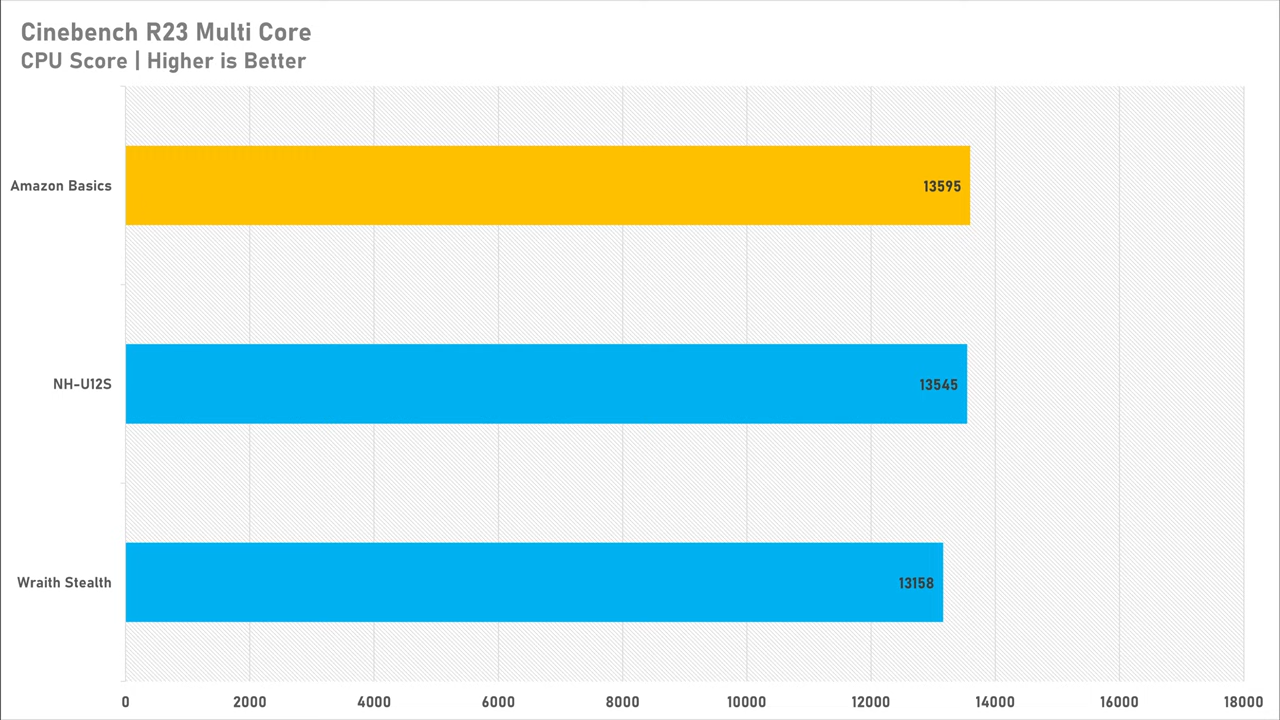 Cinebench R23 Multi Core
CPU Score | Higher is Better
Amazon Basics
13595
NH-U12S
13545
Wraith Stealth
13158
0 2000 4000 6000 8000 10000 12000 14000 16000 18000